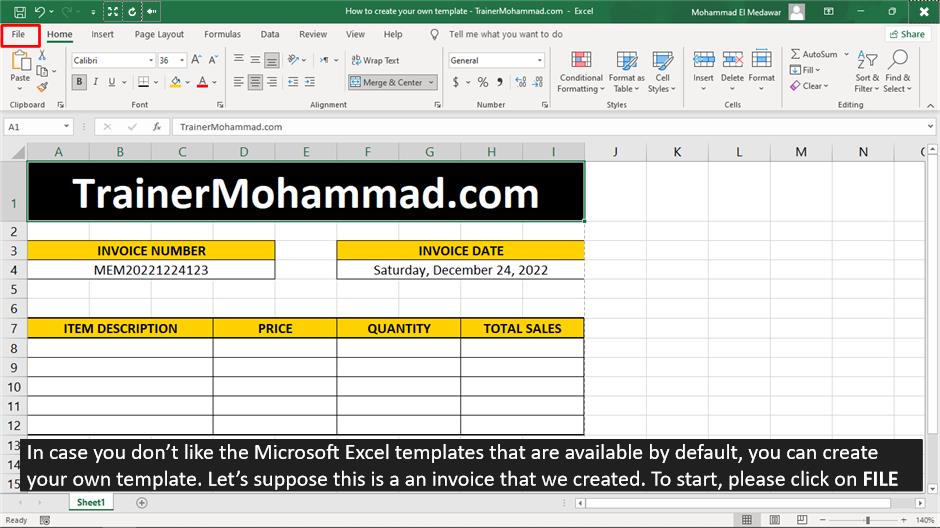 How to create your own template - TrainerMohammad.com - Excel
Mohammad El Medawar
File Home Insert Page Layout Formulas Data Review View Help Tell me what you want to do Share
Paste
Clipboard
Calibri 36 A A
B I U A
Font
Wrap Text
Merge & Center
Alignment
General
$ % ,
Number
Conditional Formatting
Format as Table
Cell Styles
Styles
Insert Delete Format
Cells
AutoSum
Fill
Clear
Sort & Filter
Find & Select
Editing
A1 fx TrainerMohammad.com
A B C D E F G H I J K L M N
1 TrainerMohammad.com
2
3 INVOICE NUMBER INVOICE DATE
4 MEM20221224123 Saturday, December 24, 2022
5
6
7 ITEM DESCRIPTION PRICE QUANTITY TOTAL SALES
8
9
10
11
12
13
14
15
In case you don’t like the Microsoft Excel templates that are available by default, you can create
your own template. Let’s suppose this is a an invoice that we created. To start, please click on FILE
Sheet1
Ready 140%